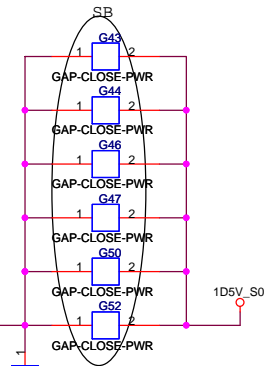 SB
G43
1 2
GAP-CLOSE-PWR
G44
1 2
GAP-CLOSE-PWR
G46
1 2
GAP-CLOSE-PWR
G47
1 2
GAP-CLOSE-PWR
G50
1 2
GAP-CLOSE-PWR
1D5V_S0
G52
1 2
GAP-CLOSE-PWR
1